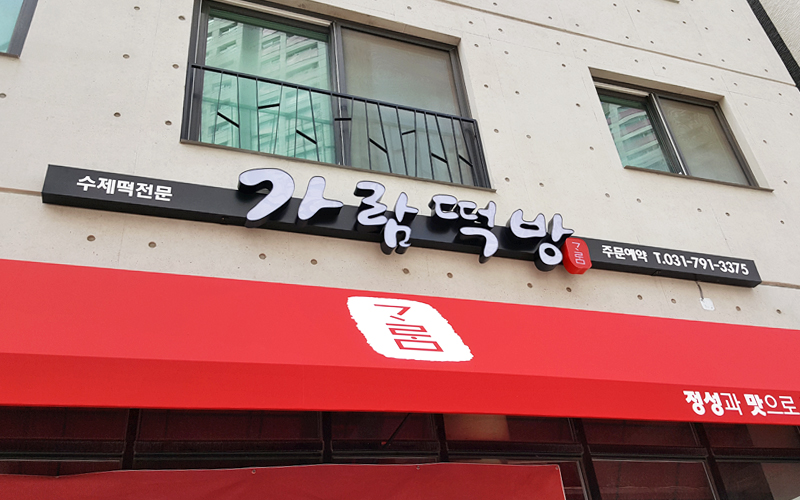 수제떡전문
가람떡방
가람
주문예약 T.031-791-3375
가람
정성과 맛으로